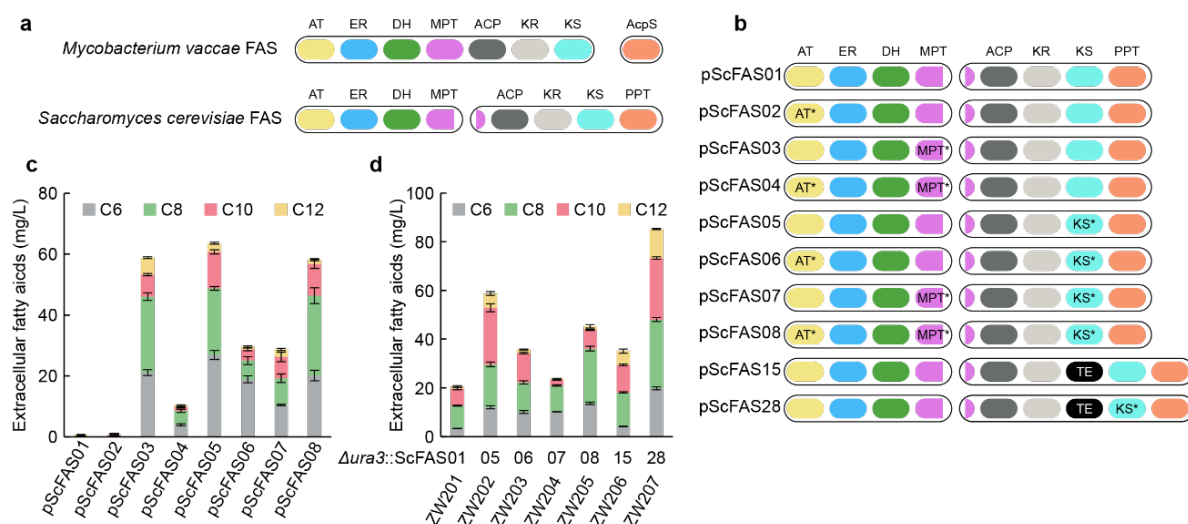 a
AT ER DH MPT ACP KR KS AcpS
Mycobacterium vaccae FAS
AT ER DH MPT ACP KR KS PPT
Saccharomyces cerevisiae FAS
b
AT ER DH MPT ACP KR KS PPT
pScFAS01
pScFAS02 AT*
pScFAS03 MPT*
pScFAS04 AT* MPT*
pScFAS05 KS*
pScFAS06 AT* KS*
pScFAS07 MPT* KS*
pScFAS08 AT* MPT* KS*
pScFAS15 TE
pScFAS28 TE KS*
c
C6 C8 C10 C12
Extracellular fatty aicds (mg/L)
80
60
40
20
0
pScFAS01 pScFAS02 pScFAS03 pScFAS04 pScFAS05 pScFAS06 pScFAS07 pScFAS08
d
C6 C8 C10 C12
Extracellular fatty aicds (mg/L)
100
80
60
40
20
0
Δura3::ScFAS01 05 06 07 08 15 28
ZW201 ZW202 ZW203 ZW204 ZW205 ZW206 ZW207